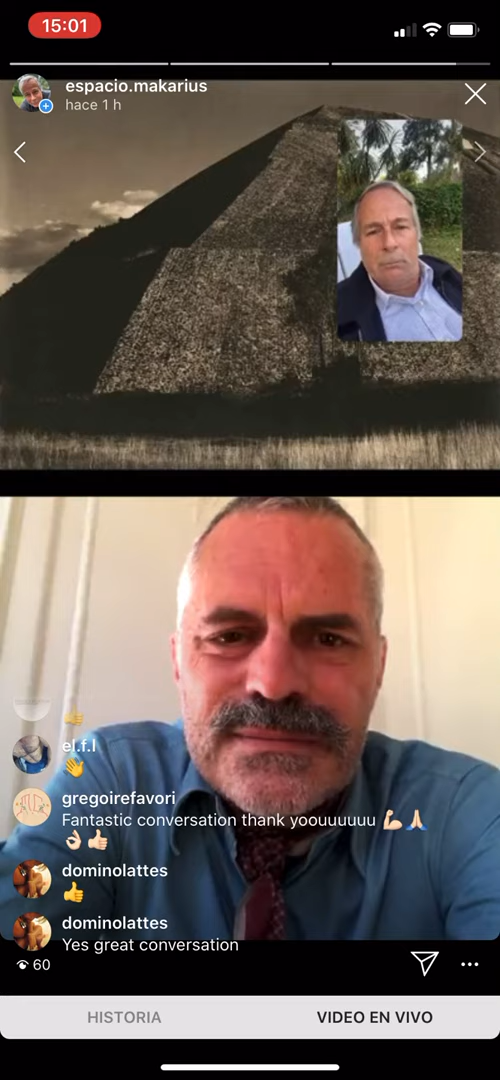 15:01
espacio.makarius
hace 1 h
el.f.l
👋
gregoirefavori
Fantastic conversation thank yoouuuuuu 💪🏻🙏🏻
👌🏻👍🏻
dominolattes
👍
dominolattes
Yes great conversation
60
HISTORIA
VIDEO EN VIVO